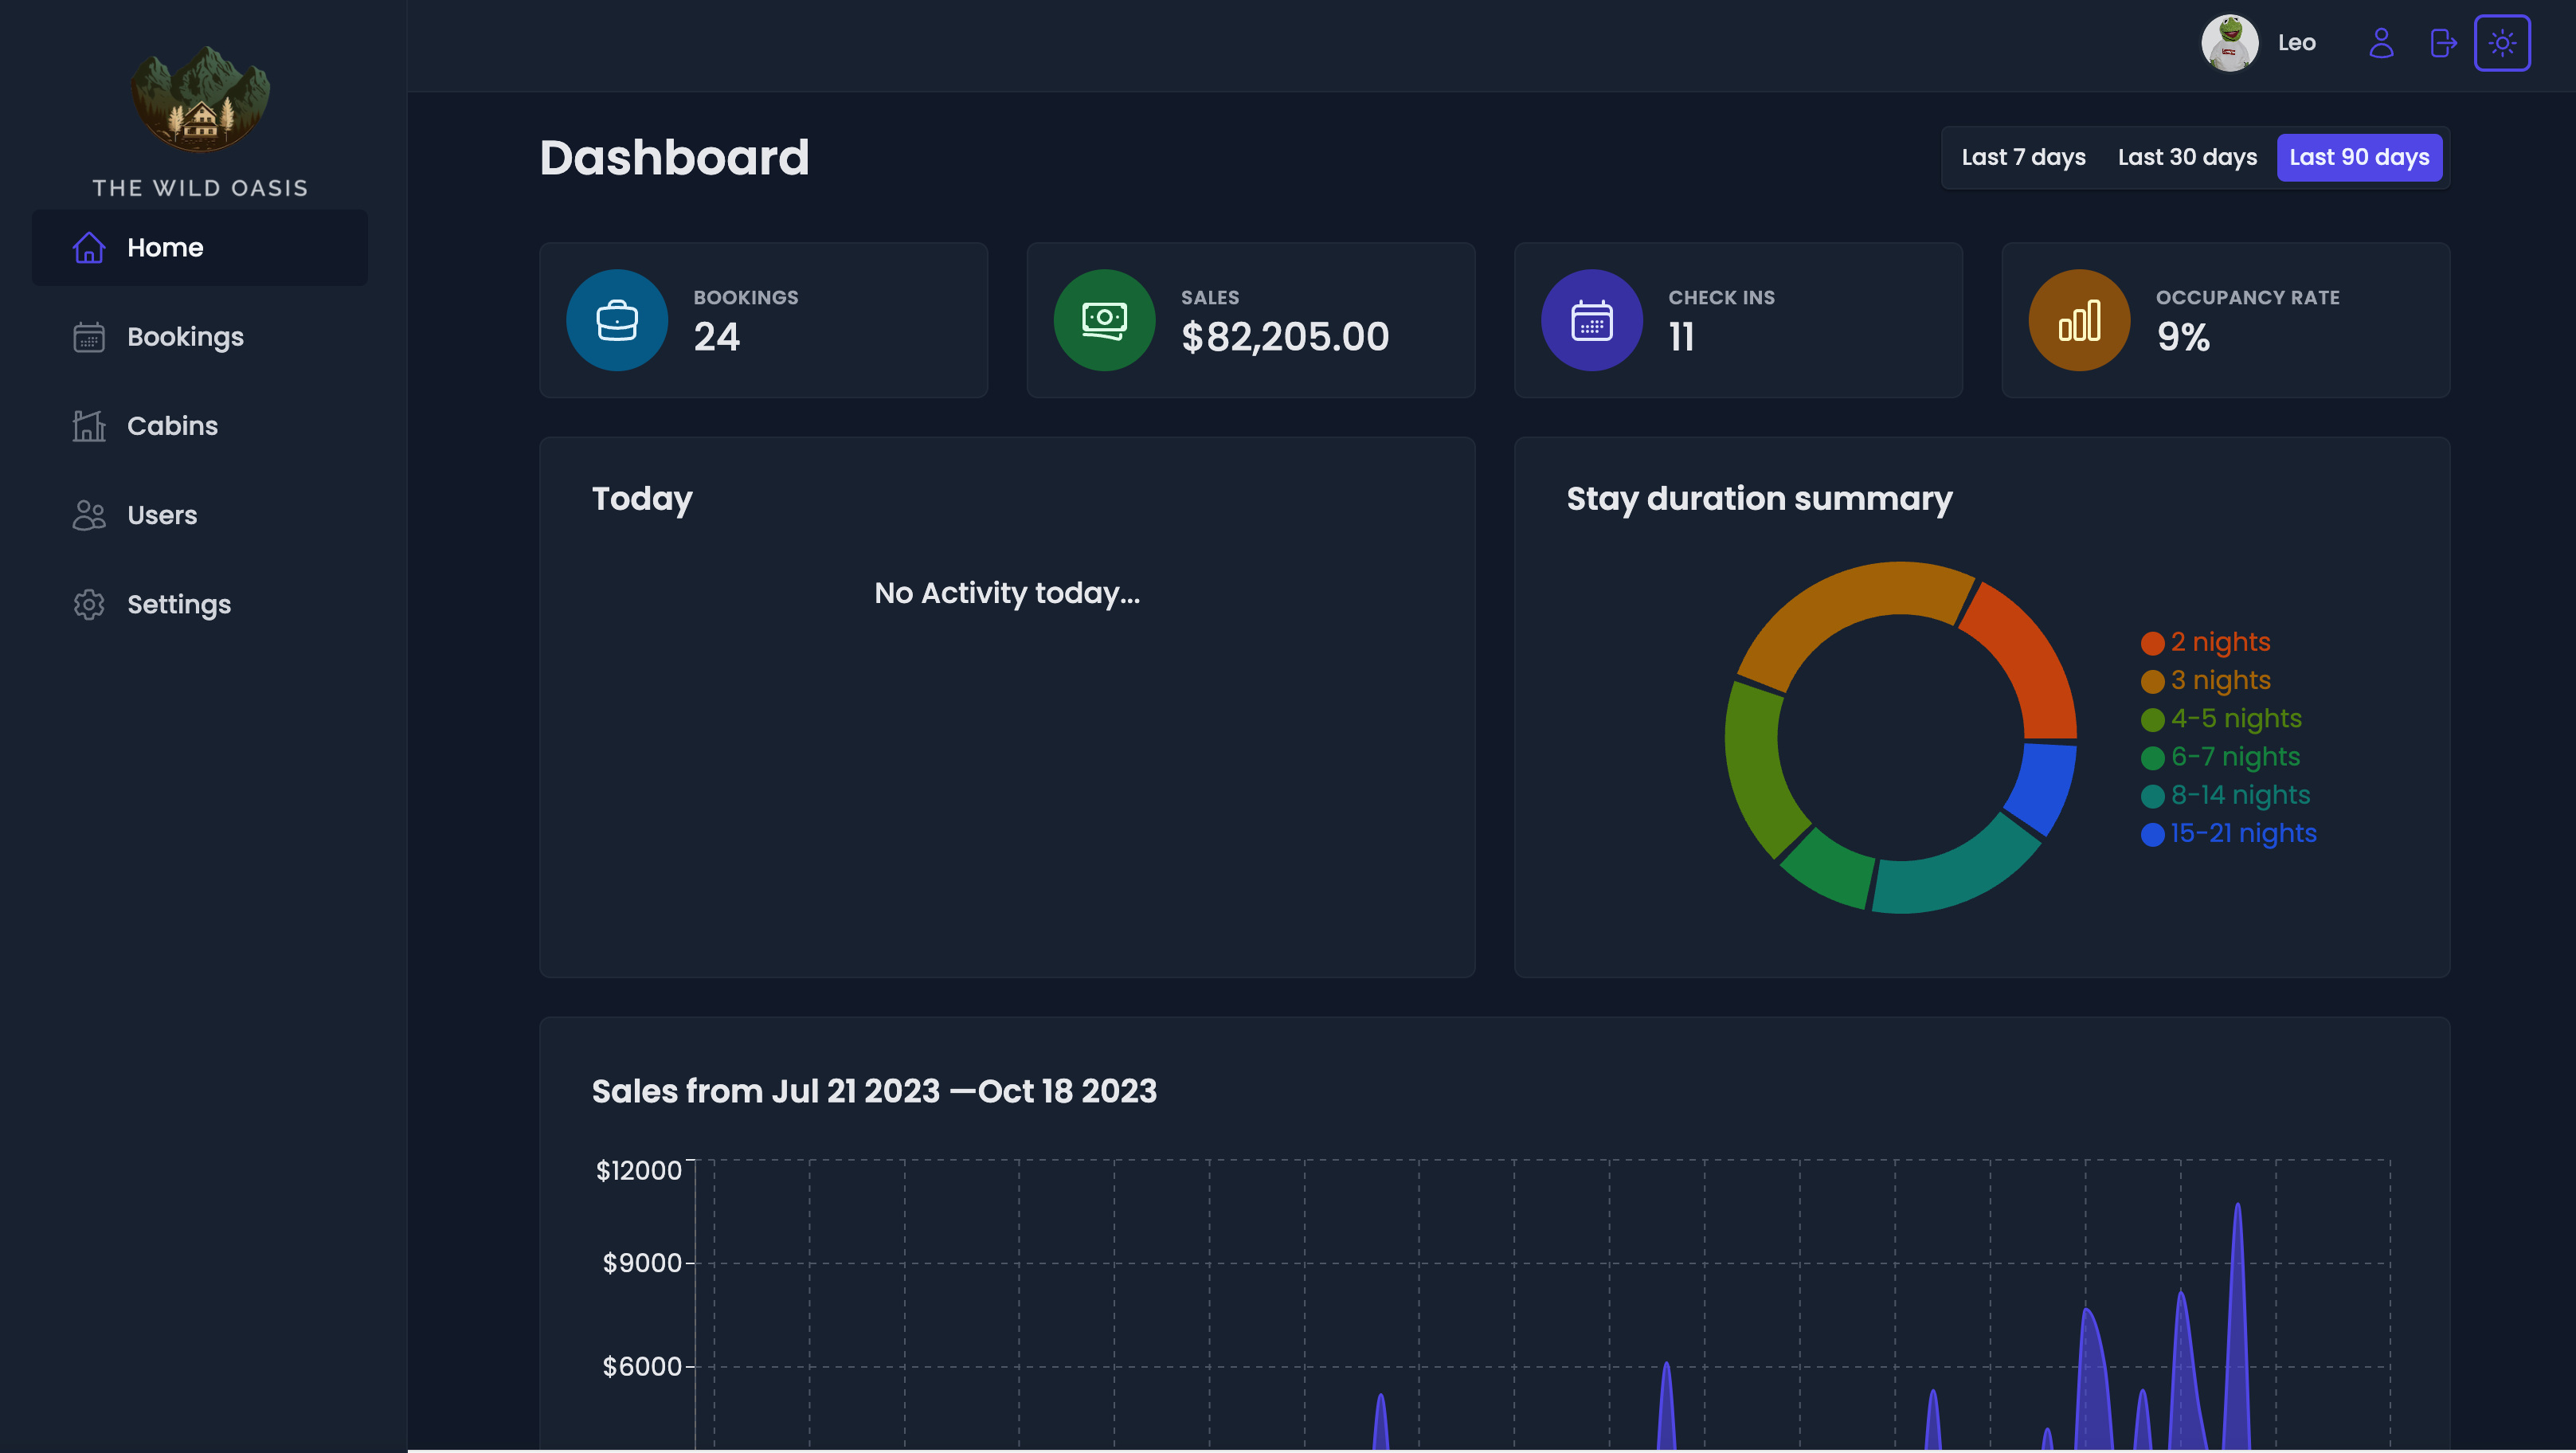 THE WILD OASIS
Home
Bookings
Cabins
Users
Settings
Leo
Dashboard
Last 7 days
Last 30 days
Last 90 days
BOOKINGS
24
SALES
$82,205.00
CHECK INS
11
OCCUPANCY RATE
9%
Today
No Activity today...
Stay duration summary
2 nights
3 nights
4-5 nights
6-7 nights
8-14 nights
15-21 nights
Sales from Jul 21 2023 —Oct 18 2023
$12000
$9000
$6000